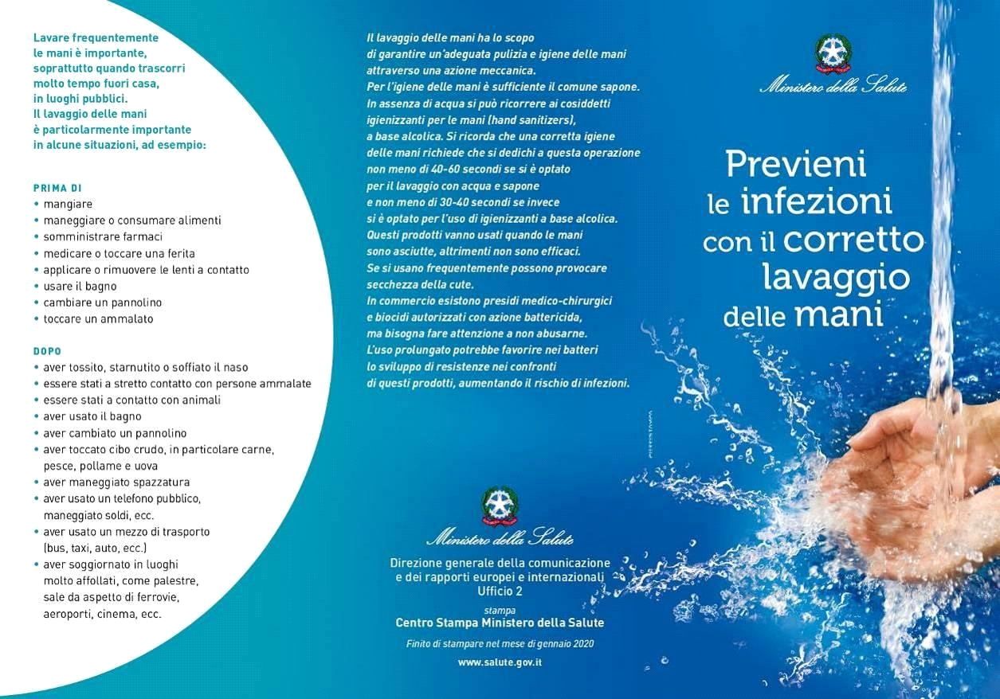 Lavare frequentemente
le mani è importante,
soprattutto quando trascorri
molto tempo fuori casa,
in luoghi pubblici.
Il lavaggio delle mani
è particolarmente importante
in alcune situazioni, ad esempio:
PRIMA DI
• mangiare
• maneggiare o consumare alimenti
• somministrare farmaci
• medicare o toccare una ferita
• applicare o rimuovere le lenti a contatto
• usare il bagno
• cambiare un pannolino
• toccare un ammalato
DOPO
• aver tossito, starnutito o soffiato il naso
• essere stati a stretto contatto con persone ammalate
• essere stati a contatto con animali
• aver usato il bagno
• aver cambiato un pannolino
• aver toccato cibo crudo, in particolare carne,
pesce, pollame e uova
• aver maneggiato spazzatura
• aver usato un telefono pubblico,
maneggiato soldi, ecc.
• aver usato un mezzo di trasporto
(bus, taxi, auto, ecc.)
• aver soggiornato in luoghi
molto affollati, come palestre,
sale da aspetto di ferrovie,
aeroporti, cinema, ecc.
Il lavaggio delle mani ha lo scopo
di garantire un'adeguata pulizia e igiene delle mani
attraverso una azione meccanica.
Per l'igiene delle mani è sufficiente il comune sapone.
In assenza di acqua si può ricorrere ai cosiddetti
igienizzanti per le mani (hand sanitizers),
a base alcolica. Si ricorda che una corretta igiene
delle mani richiede che si dedichi a questa operazione
non meno di 40-60 secondi se si è optato
per il lavaggio con acqua e sapone
e non meno di 30-40 secondi se invece
si è optato per l'uso di igienizzanti a base alcolica.
Questi prodotti vanno usati quando le mani
sono asciutte, altrimenti non sono efficaci.
Se si usano frequentemente possono provocare
secchezza della cute.
In commercio esistono presidi medico-chirurgici
e biocidi autorizzati con azione battericida,
ma bisogna fare attenzione a non abusarne.
L'uso prolungato potrebbe favorire nei batteri
lo sviluppo di resistenze nei confronti
di questi prodotti, aumentando il rischio di infezioni.
Ministero della Salute
Direzione generale della comunicazione
e dei rapporti europei e internazionali
Ufficio 2
stampa
Centro Stampa Ministero della Salute
Finito di stampare nel mese di gennaio 2020
www.salute.gov.it
Ministero della Salute
Previeni
le infezioni
con il corretto
lavaggio
delle mani